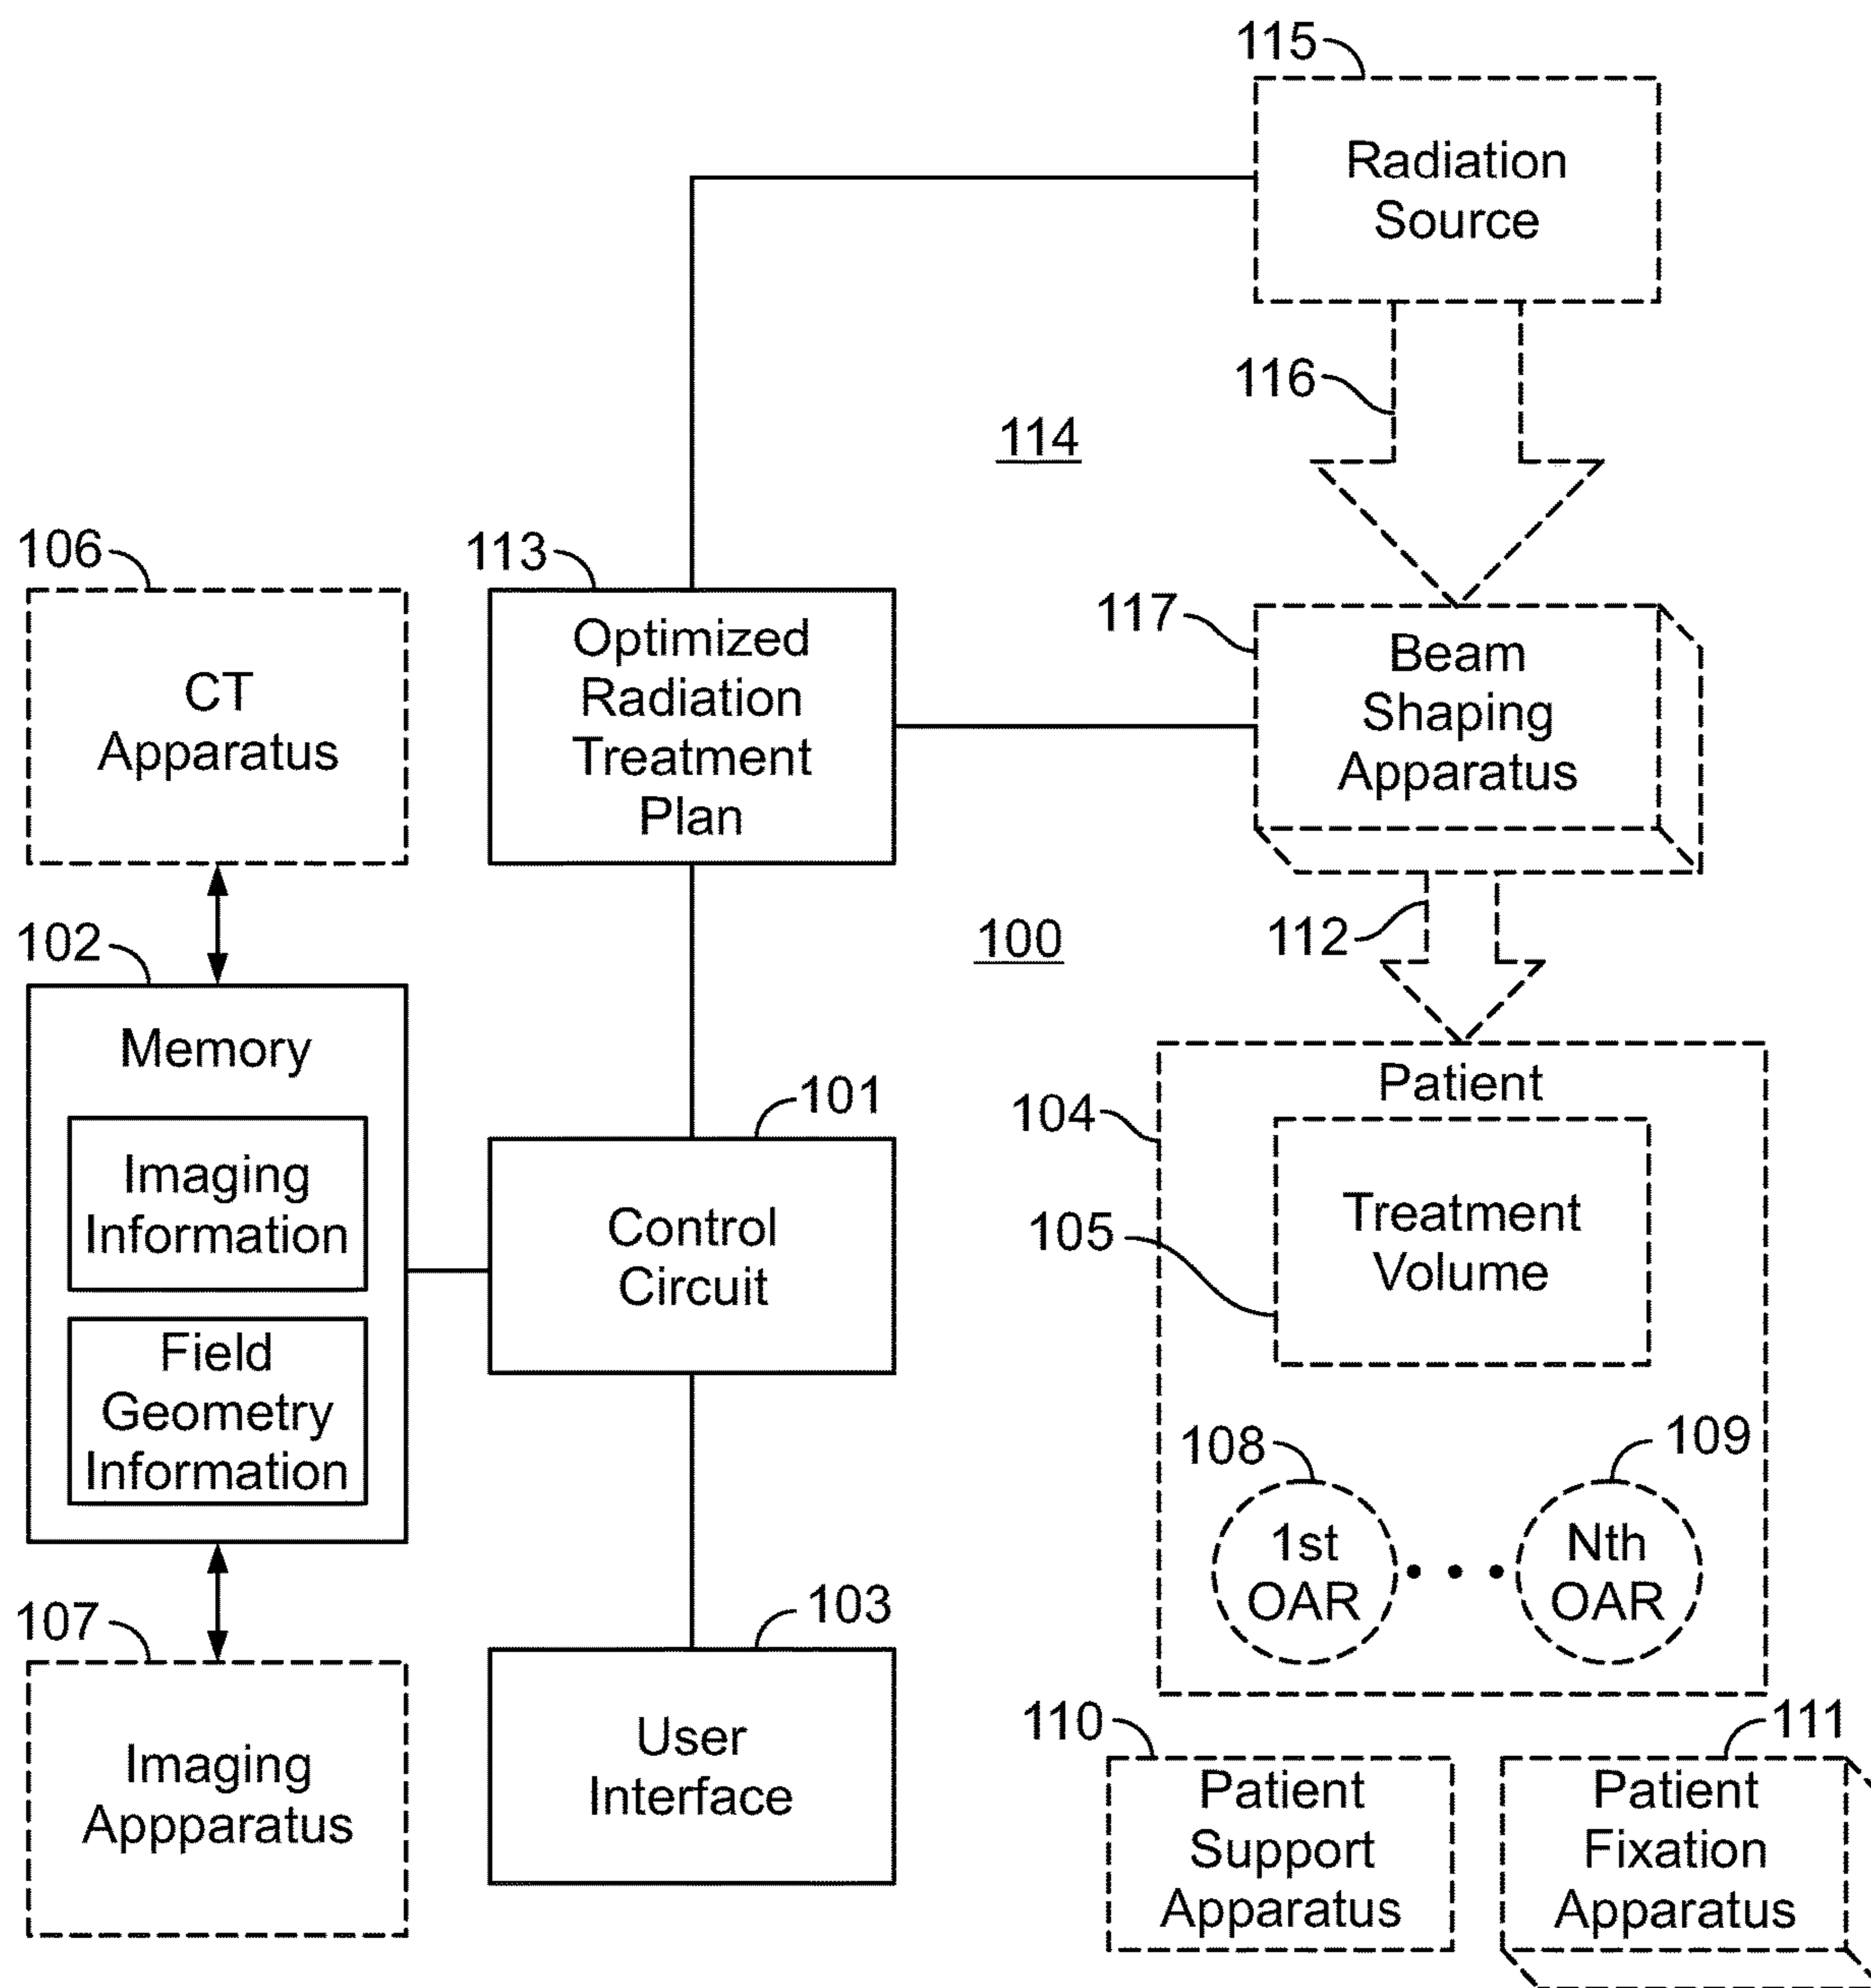 115
Radiation
Source
116
114
106
CT
Apparatus
113
Optimized
Radiation
Treatment
Plan
117
Beam
Shaping
Apparatus
112
100
102
Memory
Imaging
Information
Field
Geometry
Information
101
Control
Circuit
104
Patient
105
Treatment
Volume
108
1st
OAR
109
Nth
OAR
107
Imaging
Appparatus
103
User
Interface
110
Patient
Support
Apparatus
111
Patient
Fixation
Apparatus